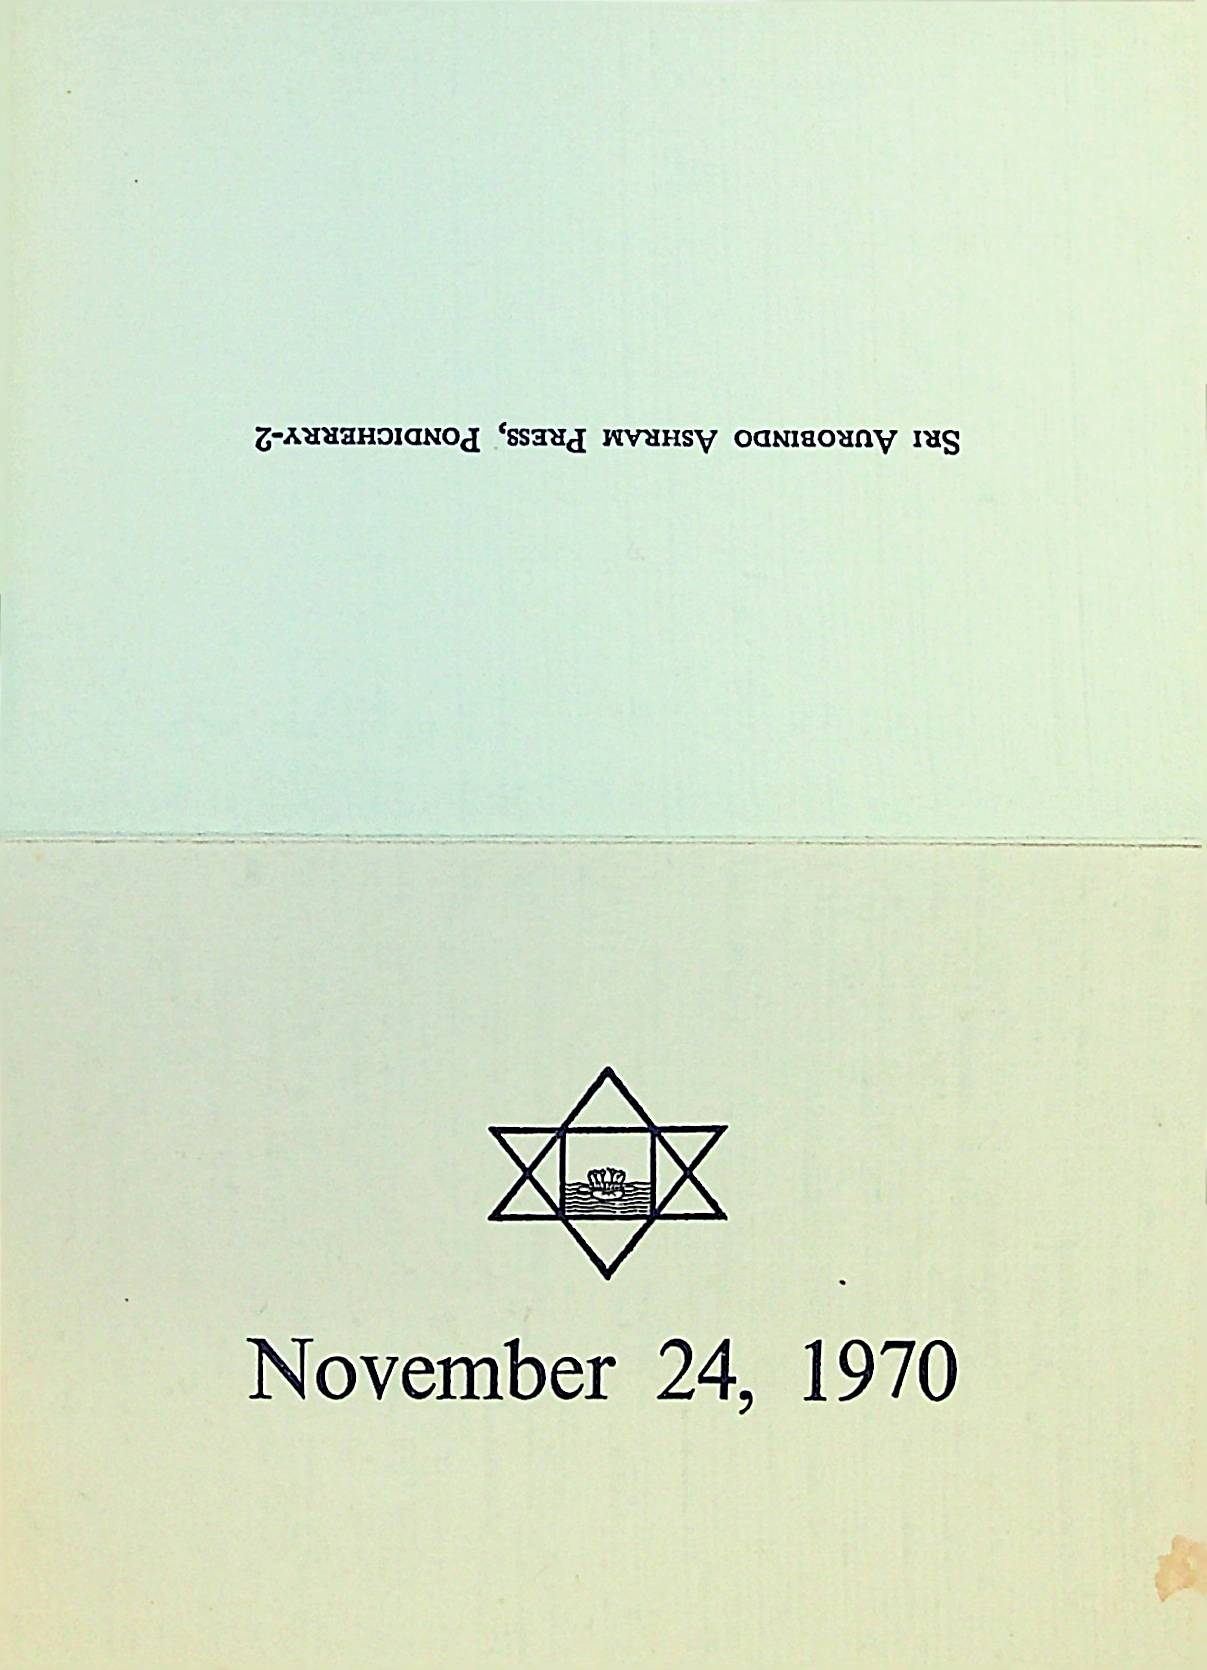 Sri Aurobindo Ashram Press, Pondicherry-2
November 24, 1970